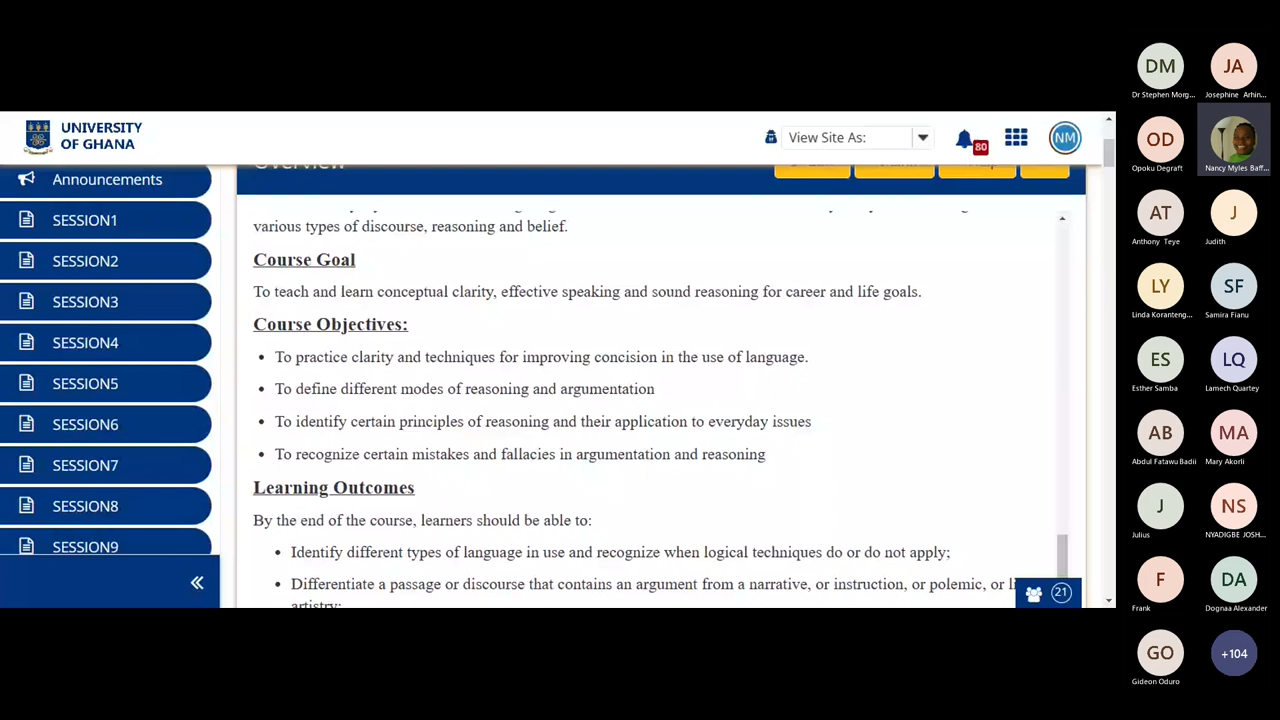 UNIVERSITY
OF GHANA
View Site As:
80
NM
Overview
Announcements
SESSION1
SESSION2
SESSION3
SESSION4
SESSION5
SESSION6
SESSION7
SESSION8
SESSION9
various types of discourse, reasoning and belief.
Course Goal
To teach and learn conceptual clarity, effective speaking and sound reasoning for career and life goals.
Course Objectives:
• To practice clarity and techniques for improving concision in the use of language.
• To define different modes of reasoning and argumentation
• To identify certain principles of reasoning and their application to everyday issues
• To recognize certain mistakes and fallacies in argumentation and reasoning
Learning Outcomes
By the end of the course, learners should be able to:
• Identify different types of language in use and recognize when logical techniques do or do not apply;
• Differentiate a passage or discourse that contains an argument from a narrative, or instruction, or polemic, or
artistry;
21
DM
Dr Stephen Morg...
JA
Josephine Arhin...
OD
Opoku Degraft
Nancy Myles Baff...
AT
Anthony Teye
J
Judith
LY
Linda Koranteng...
SF
Samira Fianu
ES
Esther Samba
LQ
Lamech Quartey
AB
Abdul Fatawu Badii
MA
Mary Akorli
J
Julius
NS
NYADIGBE JOSH...
F
Frank
DA
Dognaa Alexander
GO
Gideon Oduro
+104